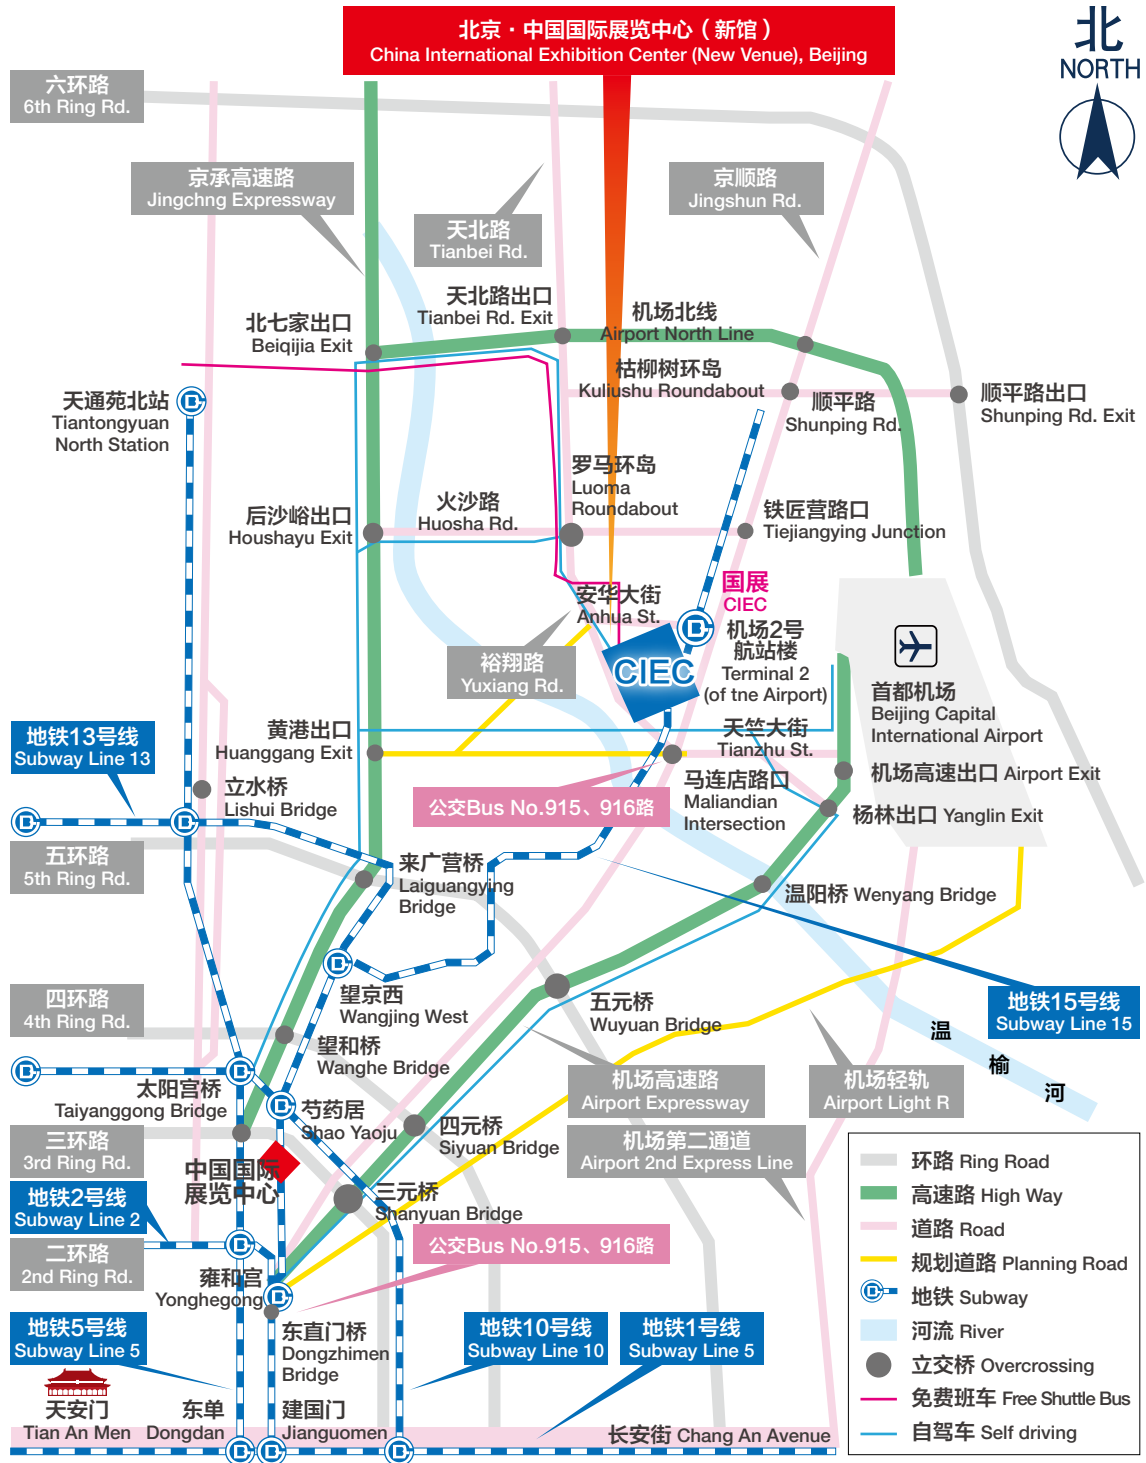 北京·中国国际展览中心（新馆）
China International Exhibition Center (New Venue), Beijing
北
NORTH
六环路
6th Ring Rd.
京承高速路
Jingchng Expressway
天北路
Tianbei Rd.
京顺路
Jingshun Rd.
天北路出口
Tianbei Rd. Exit
机场北线
Airport North Line
北七家出口
Beiqijia Exit
枯柳树环岛
Kuliushu Roundabout
顺平路
Shunping Rd.
顺平路出口
Shunping Rd. Exit
天通苑北站
Tiantongyuan
North Station
罗马环岛
Luoma
Roundabout
火沙路
Huosha Rd.
后沙峪出口
Houshayu Exit
铁匠营路口
Tiejiangying Junction
国展
CIEC
安华大街
Anhua St.
CIEC
机场2号
航站楼
Terminal 2
(of tne Airport)
裕翔路
Yuxiang Rd.
首都机场
Beijing Capital
International Airport
黄港出口
Huanggang Exit
天竺大街
Tianzhu St.
地铁13号线
Subway Line 13
立水桥
Lishui Bridge
公交Bus No.915、916路
马连店路口
Maliandian
Intersection
机场高速出口 Airport Exit
杨林出口 Yanglin Exit
五环路
5th Ring Rd.
来广营桥
Laiguangying
Bridge
温阳桥 Wenyang Bridge
四环路
4th Ring Rd.
望京西
Wangjing West
五元桥
Wuyuan Bridge
地铁15号线
Subway Line 15
温
榆
河
望和桥
Wanghe Bridge
太阳宫桥
Taiyanggong Bridge
芍药居
Shao Yaoju
四元桥
Siyuan Bridge
机场高速路
Airport Expressway
机场轻轨
Airport Light R
三环路
3rd Ring Rd.
机场第二通道
Airport 2nd Express Line
中国国际
展览中心
地铁2号线
Subway Line 2
三元桥
Shanyuan Bridge
二环路
2nd Ring Rd.
公交Bus No.915、916路
雍和宫
Yonghegong
地铁5号线
Subway Line 5
东直门桥
Dongzhimen
Bridge
地铁10号线
Subway Line 10
地铁1号线
Subway Line 5
天安门
Tian An Men
东单
Dongdan
建国门
Jianguomen
长安街 Chang An Avenue
环路 Ring Road
高速路 High Way
道路 Road
规划道路 Planning Road
地铁 Subway
河流 River
立交桥 Overcrossing
免费班车 Free Shuttle Bus
自驾车 Self driving